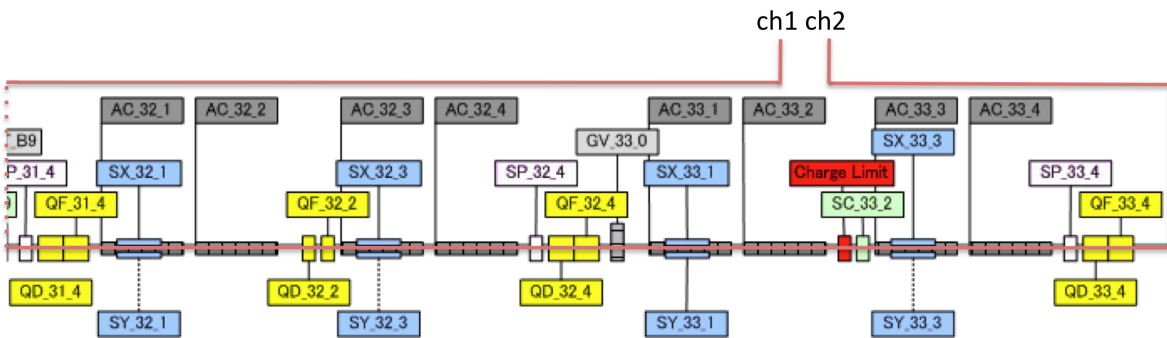 ch1 ch2
AC_32_1
AC_32_2
AC_32_3
AC_32_4
AC_33_1
AC_33_2
AC_33_3
AC_33_4
_B9
GV_33_0
SX_33_3
P_31_4
SX_32_1
SX_32_3
SP_32_4
SX_33_1
Charge Limit
SP_33_4
QF_31_4
QF_32_2
QF_32_4
SC_33_2
QF_33_4
QD_31_4
QD_32_2
QD_32_4
QD_33_4
SY_32_1
SY_32_3
SY_33_1
SY_33_3